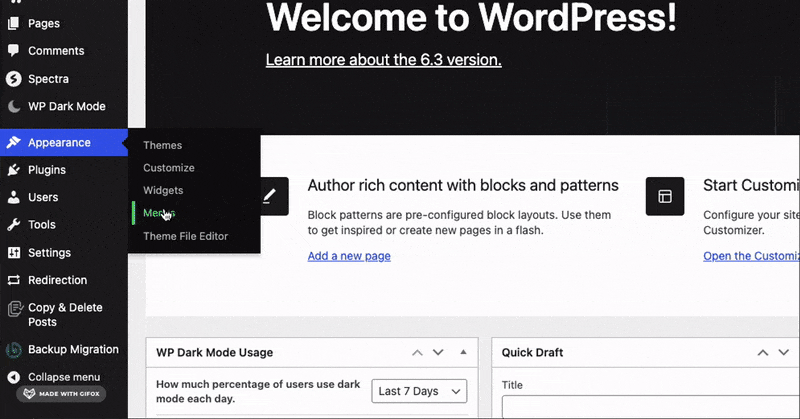 Pages
Comments
Spectra
WP Dark Mode
Appearance
Plugins
Users
Tools
Settings
Redirection
Copy & Delete
Posts
Backup Migration
Collapse menu
MADE WITH GIFOX
Themes
Customize
Widgets
Menus
Theme File Editor
Welcome to WordPress!
Learn more about the 6.3 version.
Author rich content with blocks and patterns
Block patterns are pre-configured block layouts. Use them
to get inspired or create new pages in a flash.
Add a new page
Start Customi
Configure your site
Customizer.
Open the Customiz
WP Dark Mode Usage
How much percentage of users use dark
mode each day.
Last 7 Days
Quick Draft
Title